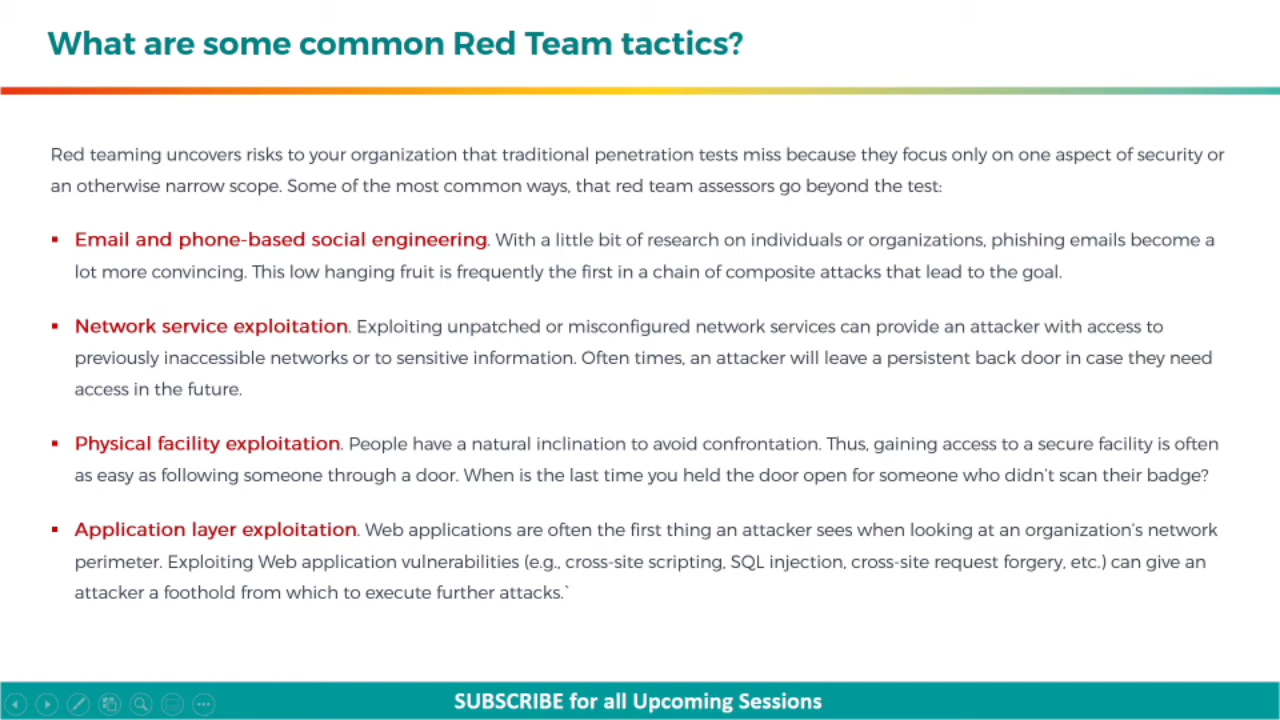 What are some common Red Team tactics?
Red teaming uncovers risks to your organization that traditional penetration tests miss because they focus only on one aspect of security or
an otherwise narrow scope. Some of the most common ways, that red team assessors go beyond the test:
▪ Email and phone-based social engineering. With a little bit of research on individuals or organizations, phishing emails become a
lot more convincing. This low hanging fruit is frequently the first in a chain of composite attacks that lead to the goal.
▪ Network service exploitation. Exploiting unpatched or misconfigured network services can provide an attacker with access to
previously inaccessible networks or to sensitive information. Often times, an attacker will leave a persistent back door in case they need
access in the future.
▪ Physical facility exploitation. People have a natural inclination to avoid confrontation. Thus, gaining access to a secure facility is often
as easy as following someone through a door. When is the last time you held the door open for someone who didn't scan their badge?
▪ Application layer exploitation. Web applications are often the first thing an attacker sees when looking at an organization's network
perimeter. Exploiting Web application vulnerabilities (e.g., cross-site scripting, SQL injection, cross-site request forgery, etc.) can give an
attacker a foothold from which to execute further attacks.`
SUBSCRIBE for all Upcoming Sessions